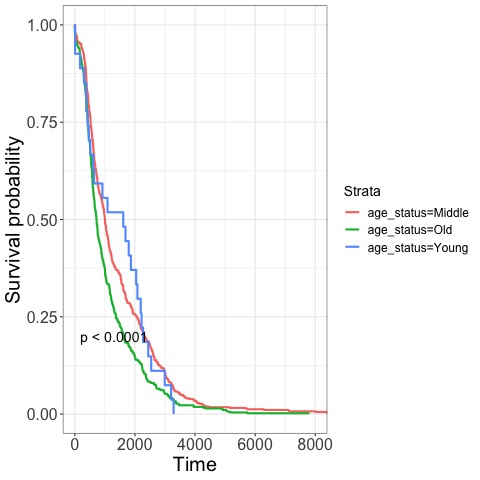 1.00
0.75
0.50
0.25
0.00
Survival probability
p < 0.0001
0 2000 4000 6000 8000
Time
Strata
age_status=Middle
age_status=Old
age_status=Young